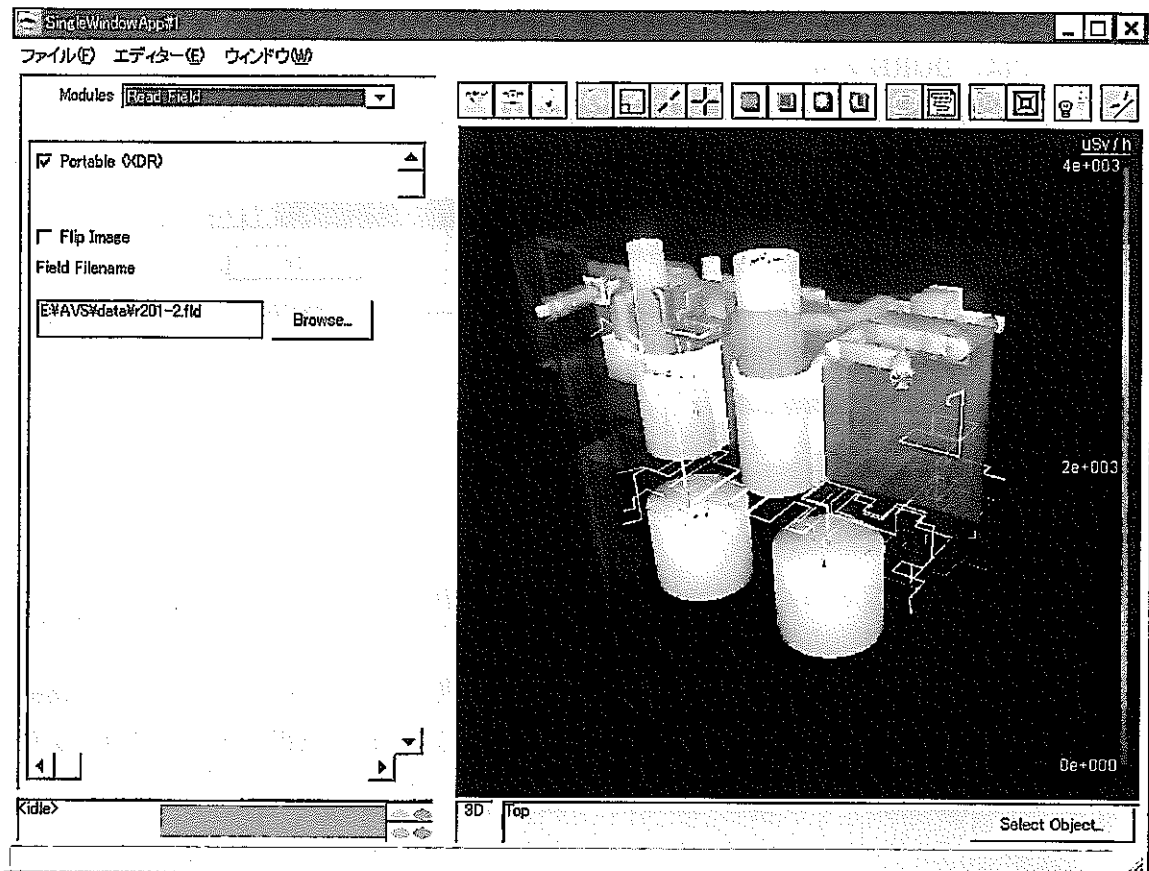 SingleWindowApp#1
ファイル(F) エディター(E) ウィンドウ(W)
Modules Read Field
Portable (XDR)
Flip Image
Field Filename
E:¥AVS¥data¥r201-2.fld
Browse...
<idle>
uSv/h
4e+003
2e+003
0e+000
3D Top
Select Object...